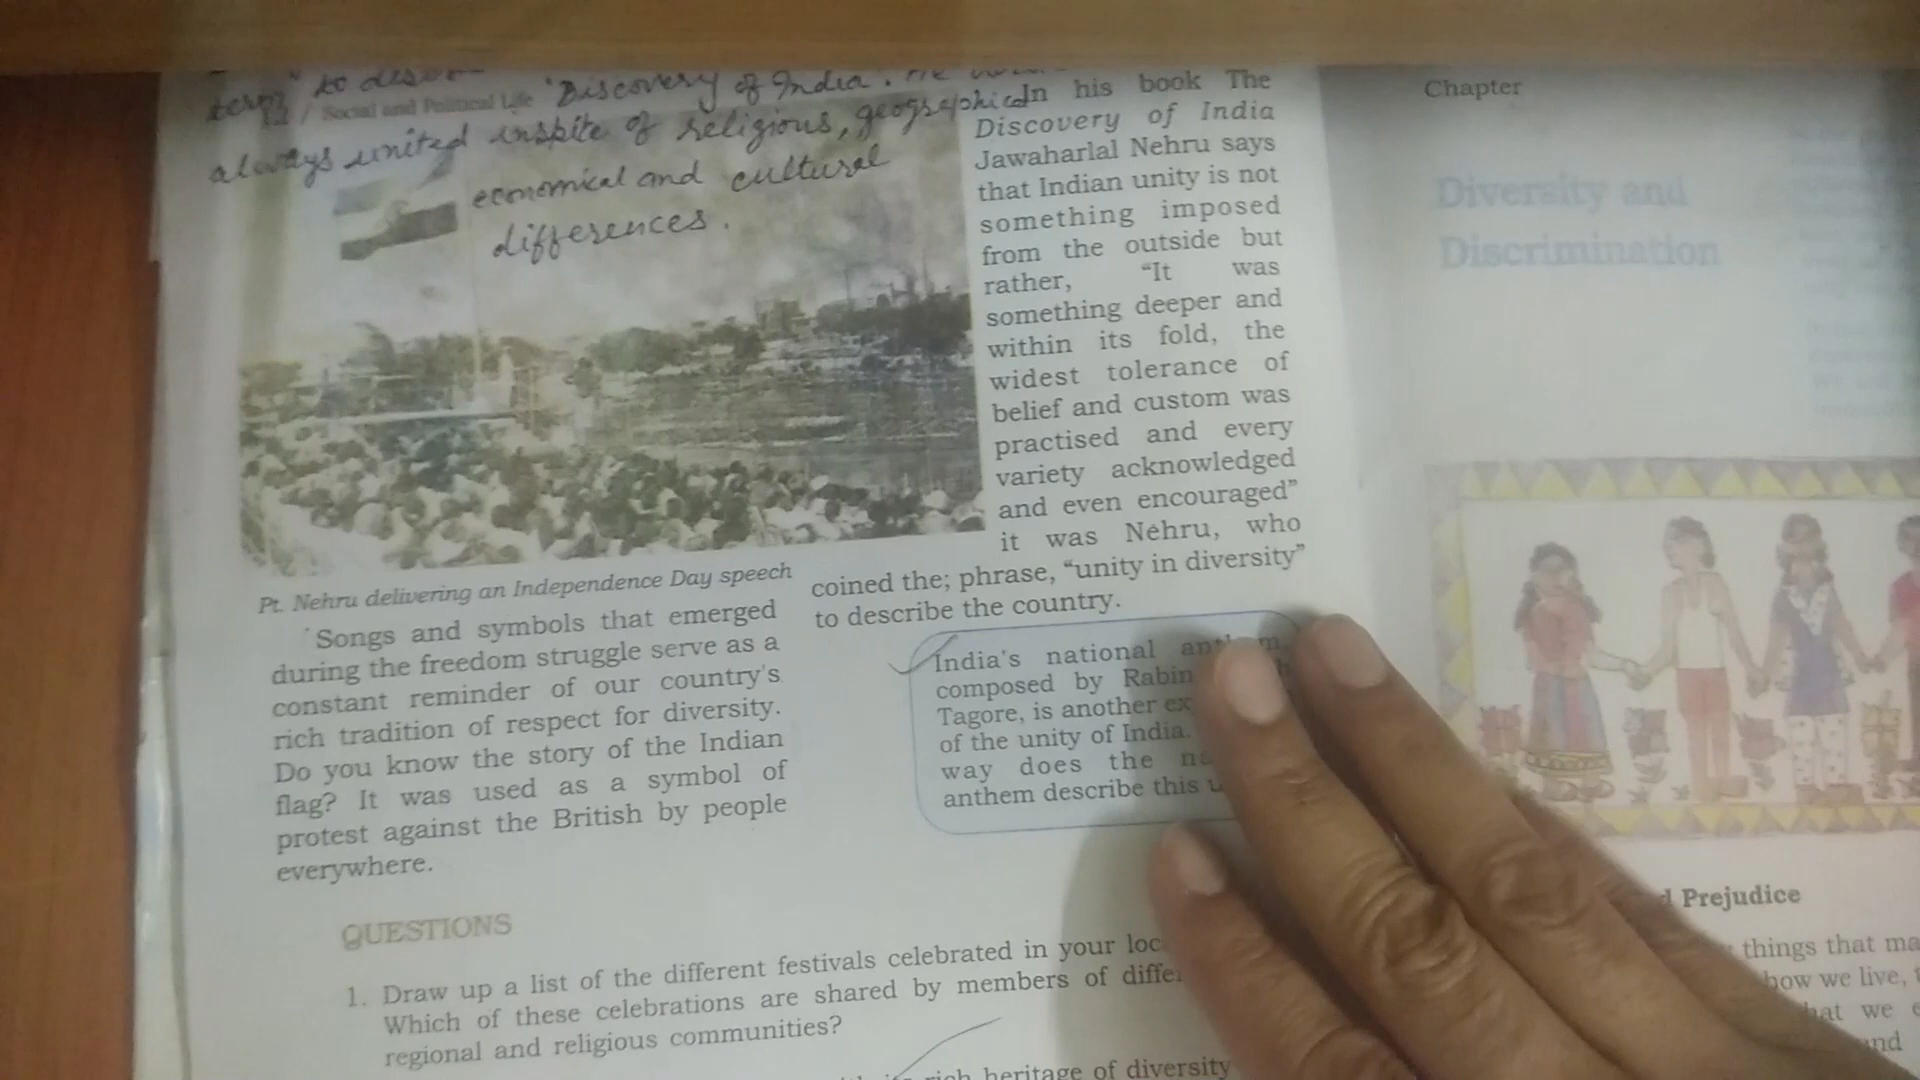 to
12 / Social and Political Life
'Discovery of India.
always united inspite of religious, geographical
economical and cultural
differences.
Pt. Nehru delivering an Independence Day speech
Songs and symbols that emerged
during the freedom struggle serve as a
constant reminder of our country's
rich tradition of respect for diversity.
Do you know the story of the Indian
flag? It was used as a symbol of
protest against the British by people
everywhere.
In his book The
Discovery of India
Jawaharlal Nehru says
that Indian unity is not
something imposed
from the outside but
rather, “It was
something deeper and
within its fold, the
widest tolerance of
belief and custom was
practised and every
variety acknowledged
and even encouraged”
it was Nehru, who
coined the; phrase, “unity in diversity”
to describe the country.
India's national
composed by Rabin
Tagore, is another ex
of the unity of India.
way does the na
anthem describe this u
QUESTIONS
1. Draw up a list of the different festivals celebrated in your loc
Which of these celebrations are shared by members of diffe
regional and religious communities?
rich heritage of diversity
Chapter
Diversity and
Discrimination
d Prejudice
things that ma
how we live,
hat we
and